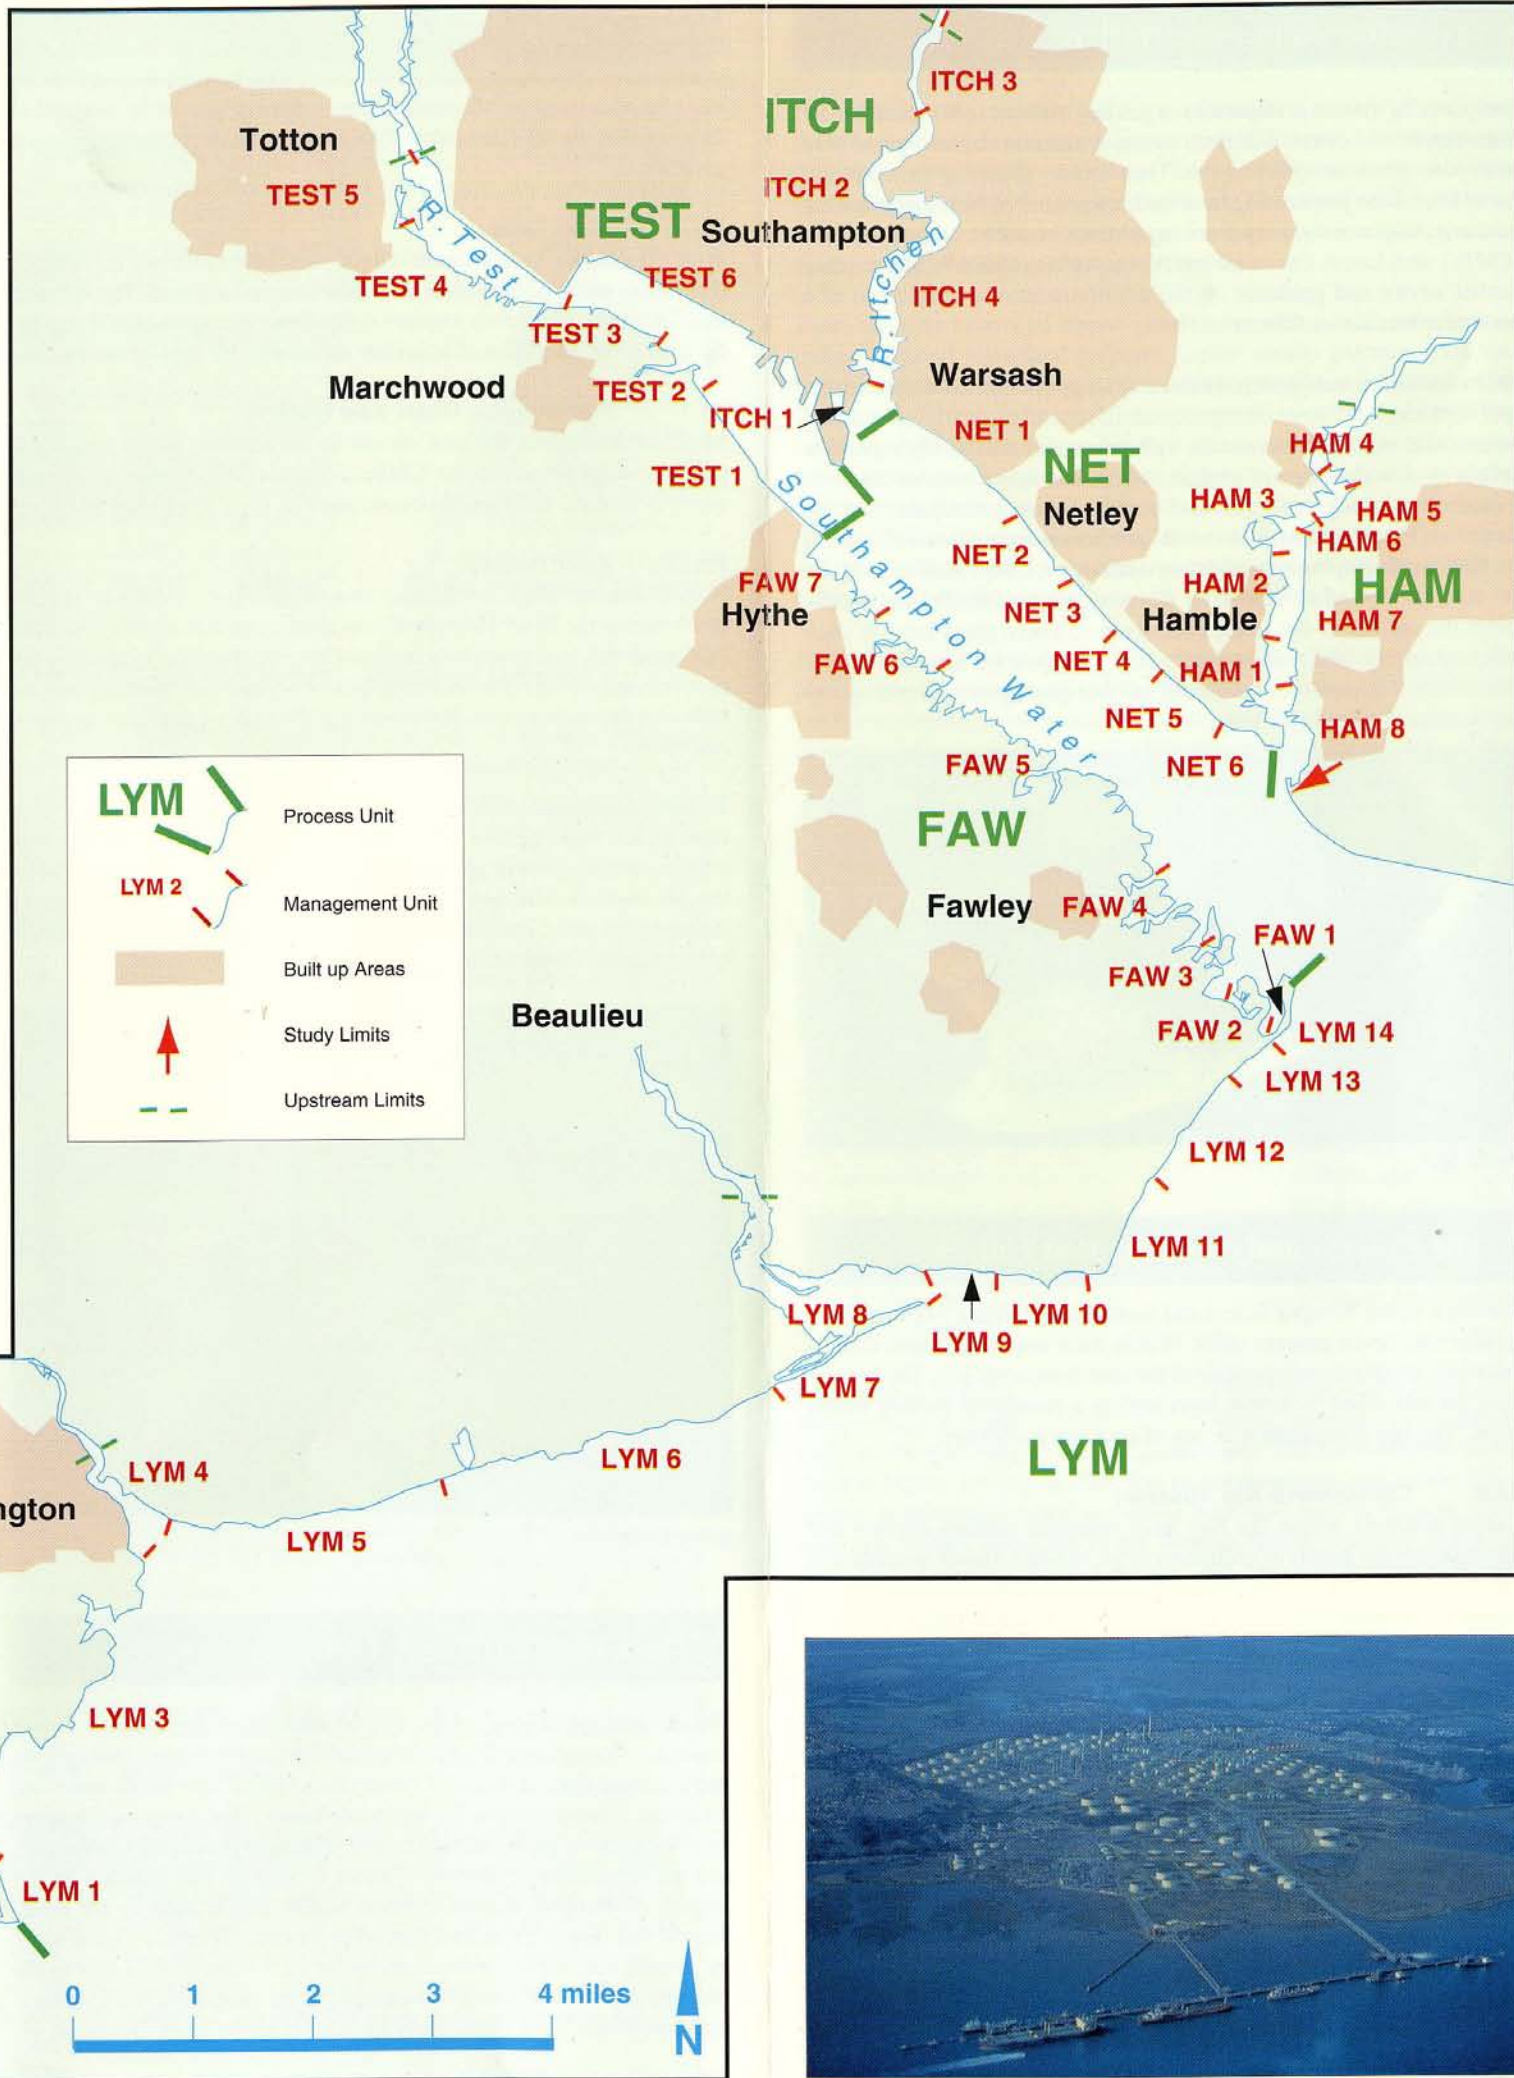 ITCH 3
ITCH
Totton
TEST 5
ITCH 2
TEST
Southampton
R. Test
R. Itchen
TEST 4
TEST 6
ITCH 4
TEST 3
Marchwood
TEST 2
Warsash
ITCH 1
NET 1
HAM 4
TEST 1
NET
Netley
HAM 3
HAM 5
HAM 6
Southampton Water
NET 2
FAW 7
HAM 2
HAM
Hythe
NET 3
Hamble
HAM 7
FAW 6
NET 4
HAM 1
NET 5
HAM 8
FAW 5
NET 6
LYM
Process Unit
LYM 2
Management Unit
Built up Areas
Study Limits
Upstream Limits
FAW
Fawley
FAW 4
FAW 1
FAW 3
Beaulieu
FAW 2
LYM 14
LYM 13
LYM 12
LYM 11
LYM 8
LYM 10
LYM 9
LYM 7
LYM 6
LYM
LYM 4
ngton
LYM 5
LYM 3
LYM 1
0 1 2 3 4 miles
N